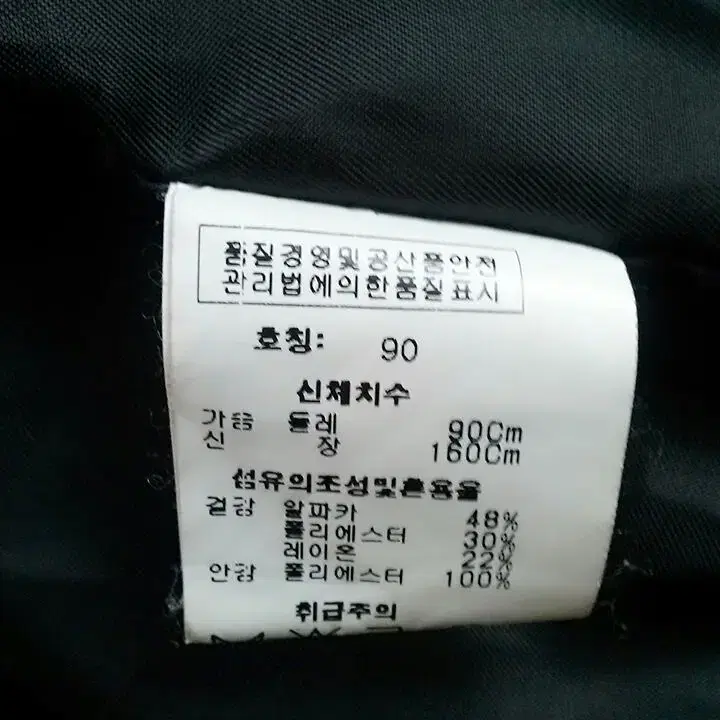 품질경영및공산품안전
관리법에의한품질표시
호칭: 90
신체치수
가슴 둘레 90Cm
신 장 160Cm
섬유의조성및혼용율
겉감 알파카 48%
폴리에스터 30%
레이온 22%
안감 폴리에스터 100%
취급주의